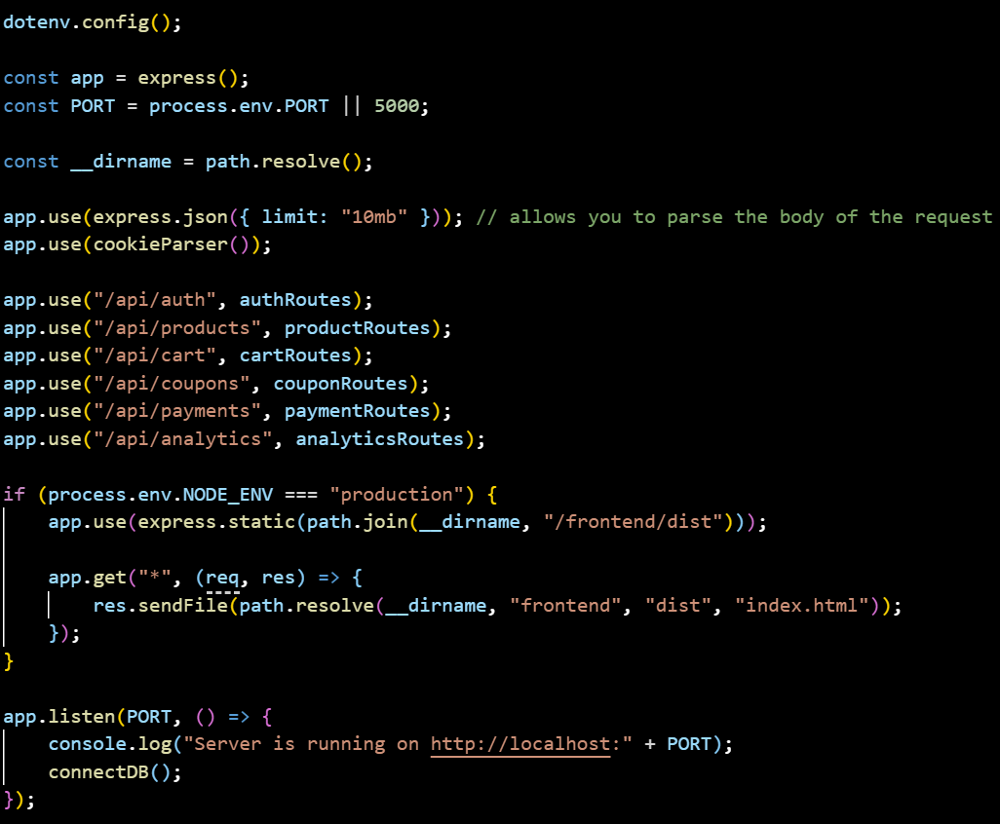 dotenv.config();
const app = express();
const PORT = process.env.PORT || 5000;
const __dirname = path.resolve();
app.use(express.json({ limit: "10mb" })); // allows you to parse the body of the request
app.use(cookieParser());
app.use("/api/auth", authRoutes);
app.use("/api/products", productRoutes);
app.use("/api/cart", cartRoutes);
app.use("/api/coupons", couponRoutes);
app.use("/api/payments", paymentRoutes);
app.use("/api/analytics", analyticsRoutes);
if (process.env.NODE_ENV === "production") {
    app.use(express.static(path.join(__dirname, "/frontend/dist")));
    app.get("*", (req, res) => {
        res.sendFile(path.resolve(__dirname, "frontend", "dist", "index.html"));
    });
}
app.listen(PORT, () => {
    console.log("Server is running on http://localhost:" + PORT);
    connectDB();
});